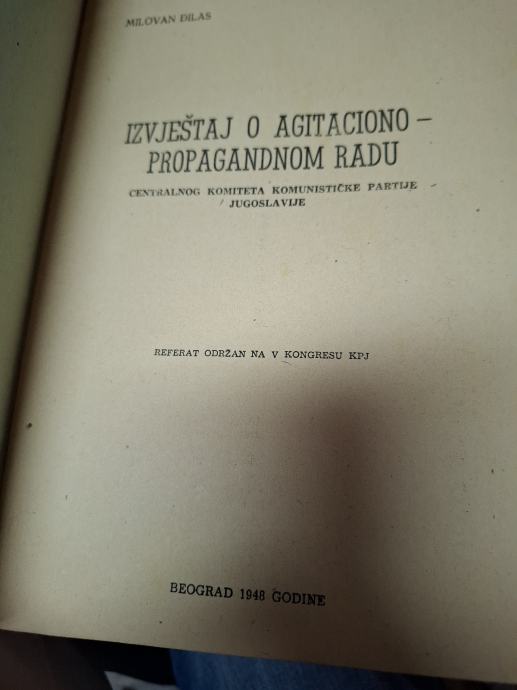 MILOVAN ĐILAS
IZVJEŠTAJ O AGITACIONO –
PROPAGANDNOM RADU
CENTRALNOG KOMITETA KOMUNISTIČKE PARTIJE
JUGOSLAVIJE
REFERAT ODRŽAN NA V KONGRESU KPJ
BEOGRAD 1948 GODINE